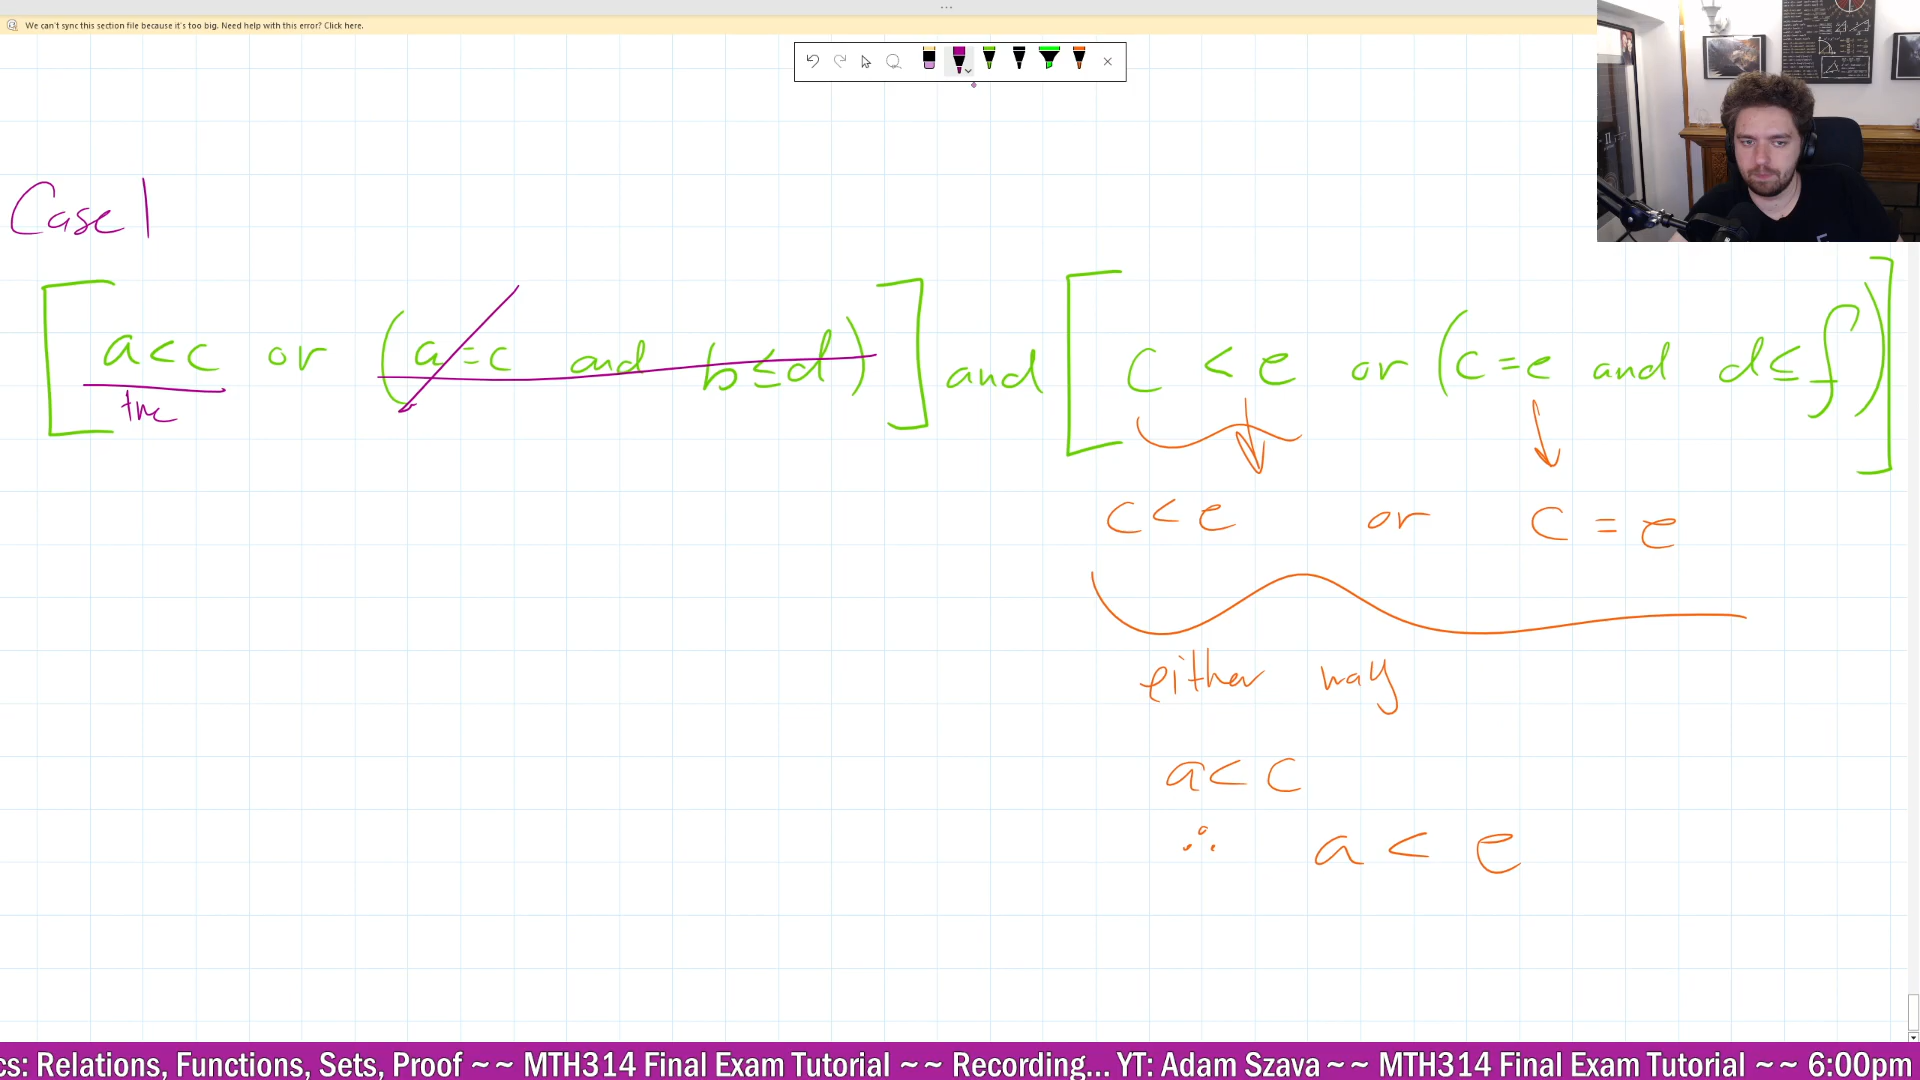 We can't sync this section file because it's too big. Need help with this error? Click here.
Case 1
[ a<c or (a=c and b≤d) ] and [ c<e or (c=e and d≤f) ]
true
c<e or c=e
either way
a<c
∴ a<e
cs: Relations, Functions, Sets, Proof ~~ MTH314 Final Exam Tutorial ~~ Recording... YT: Adam Szava ~~ MTH314 Final Exam Tutorial ~~ 6:00pm